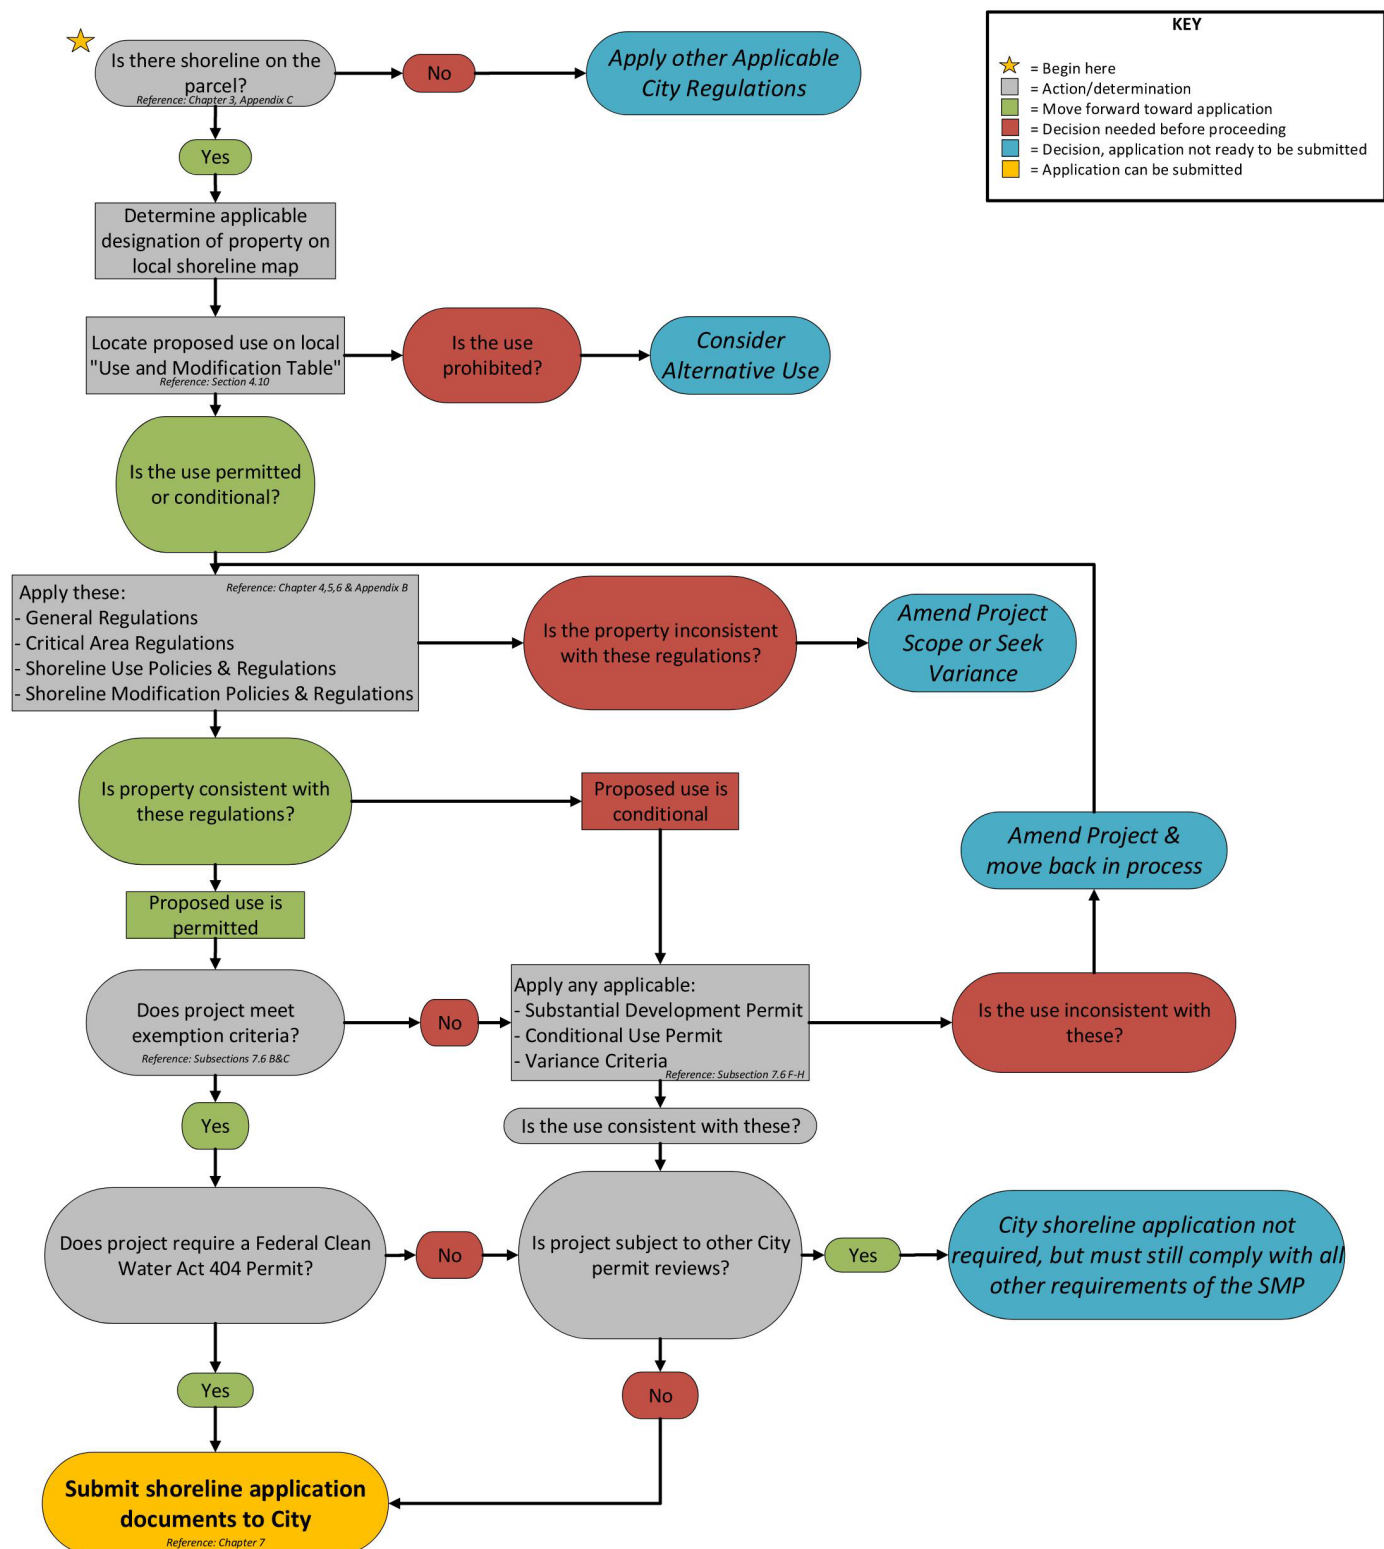 KEY
= Begin here
= Action/determination
= Move forward toward application
= Decision needed before proceeding
= Decision, application not ready to be submitted
= Application can be submitted
Is there shoreline on the
parcel?
Reference: Chapter 3, Appendix C
No
Apply other Applicable
City Regulations
Yes
Determine applicable
designation of property on
local shoreline map
Locate proposed use on local
"Use and Modification Table"
Reference: Section 4.10
Is the use
prohibited?
Consider
Alternative Use
Is the use permitted
or conditional?
Reference: Chapter 4,5,6 & Appendix B
Apply these:
- General Regulations
- Critical Area Regulations
- Shoreline Use Policies & Regulations
- Shoreline Modification Policies & Regulations
Is the property inconsistent
with these regulations?
Amend Project
Scope or Seek
Variance
Is property consistent with
these regulations?
Proposed use is
conditional
Amend Project &
move back in process
Proposed use is
permitted
Does project meet
exemption criteria?
Reference: Subsections 7.6 B&C
No
Apply any applicable:
- Substantial Development Permit
- Conditional Use Permit
- Variance Criteria
Reference: Subsection 7.6 F-H
Is the use inconsistent with
these?
Yes
Is the use consistent with these?
Does project require a Federal Clean
Water Act 404 Permit?
No
Is project subject to other City
permit reviews?
Yes
City shoreline application not
required, but must still comply with all
other requirements of the SMP
Yes
No
Submit shoreline application
documents to City
Reference: Chapter 7